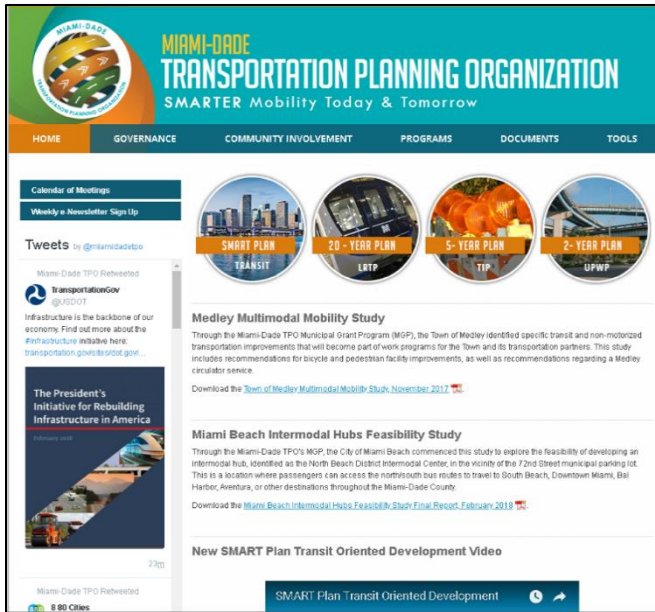 MIAMI-DADE
TRANSPORTATION PLANNING ORGANIZATION
MIAMI-DADE
TRANSPORTATION PLANNING ORGANIZATION
SMARTER Mobility Today & Tomorrow
HOME GOVERNANCE COMMUNITY INVOLVEMENT PROGRAMS DOCUMENTS TOOLS
Calendar of Meetings
Weekly e-Newsletter Sign Up
Tweets by @miamidadetpo
Miami-Dade TPO Retweeted
TransportationGov
@USDOT
Infrastructure is the backbone of our
economy. Find out more about the
#Infrastructure initiative here:
transportation.gov/sites/dot.gov/...
The President's
Initiative for Rebuilding
Infrastructure in America
February 2018
23m
Miami-Dade TPO Retweeted
8 80 Cities
SMART PLAN
TRANSIT
20 - YEAR PLAN
LRTP
5- YEAR PLAN
TIP
2- YEAR PLAN
UPWP
Medley Multimodal Mobility Study
Through the Miami-Dade TPO Municipal Grant Program (MGP), the Town of Medley identified specific transit and non-motorized
transportation improvements that will become part of work programs for the Town and its transportation partners. This study
includes recommendations for bicycle and pedestrian facility improvements, as well as recommendations regarding a Medley
circulator service.
Download the Town of Medley Multimodal Mobility Study, November 2017 .
Miami Beach Intermodal Hubs Feasibility Study
Through the Miami-Dade TPO's MGP, the City of Miami Beach commenced this study to explore the feasibility of developing an
intermodal hub, identified as the North Beach District Intermodal Center, in the vicinity of the 72nd Street municipal parking lot.
This is a location where passengers can access the north/south bus routes to travel to South Beach, Downtown Miami, Bal
Harbor, Aventura, or other destinations throughout the Miami-Dade County.
Download the Miami Beach Intermodal Hubs Feasibility Study Final Report, February 2018 .
New SMART Plan Transit Oriented Development Video
SMART Plan Transit Oriented Development